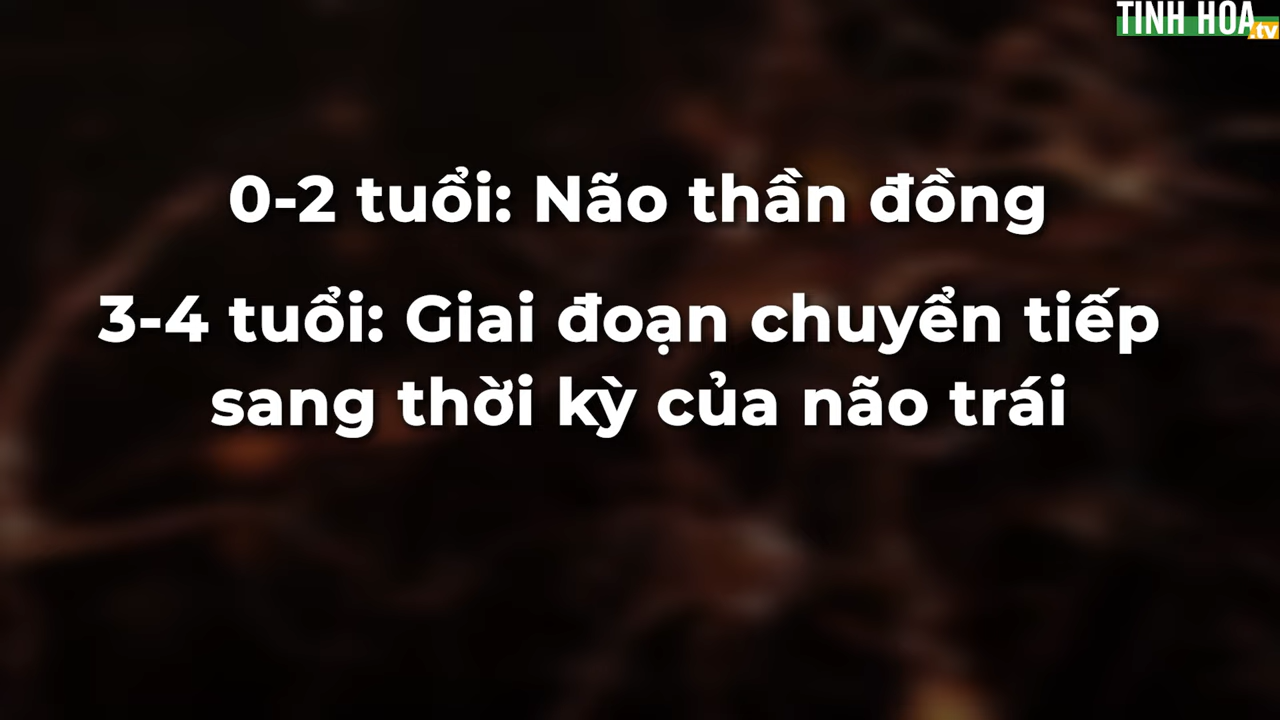 TINH HOA
.tv
0-2 tuổi: Não thần đồng
3-4 tuổi: Giai đoạn chuyển tiếp
sang thời kỳ của não trái